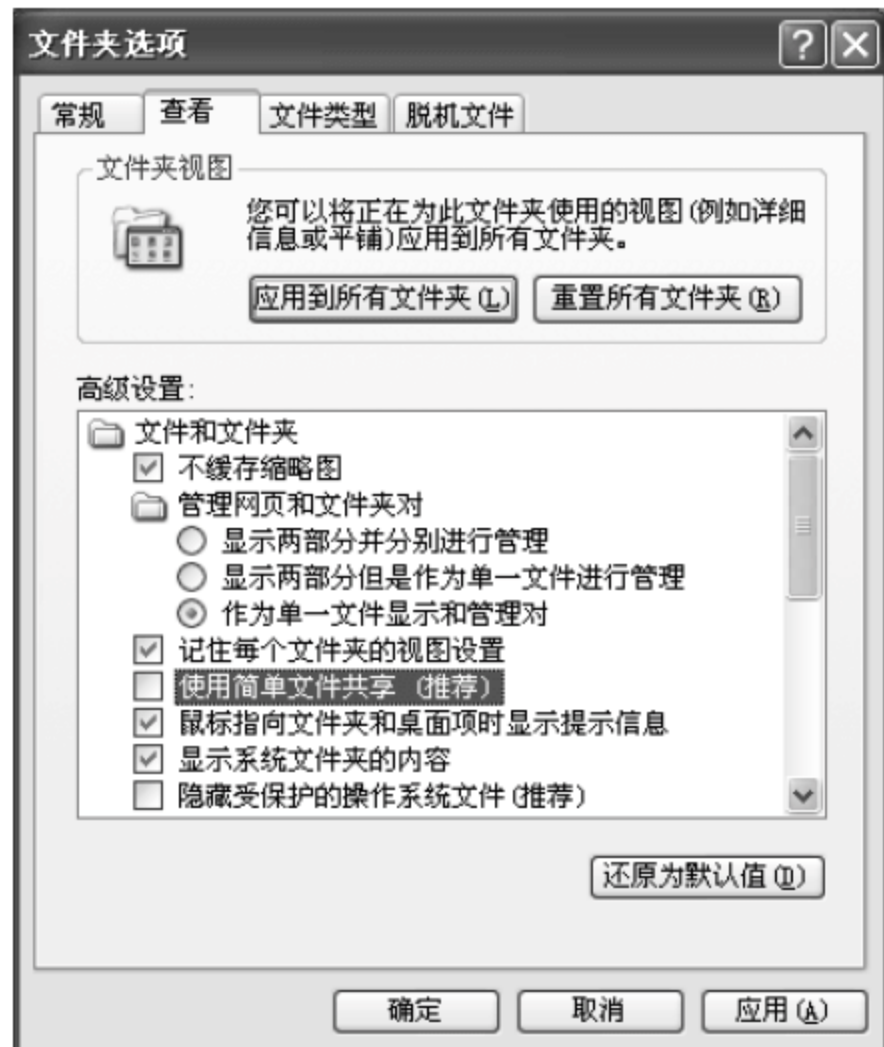 文件夹选项
常规 查看 文件类型 脱机文件
文件夹视图
您可以将正在为此文件夹使用的视图(例如详细
信息或平铺)应用到所有文件夹。
应用到所有文件夹(L) 重置所有文件夹(R)
高级设置:
文件和文件夹
不缓存缩略图
管理网页和文件夹对
显示两部分并分别进行管理
显示两部分但是作为单一文件进行管理
作为单一文件显示和管理对
记住每个文件夹的视图设置
使用简单文件共享 (推荐)
鼠标指向文件夹和桌面项时显示提示信息
显示系统文件夹的内容
隐藏受保护的操作系统文件(推荐)
还原为默认值(D)
确定 取消 应用(A)